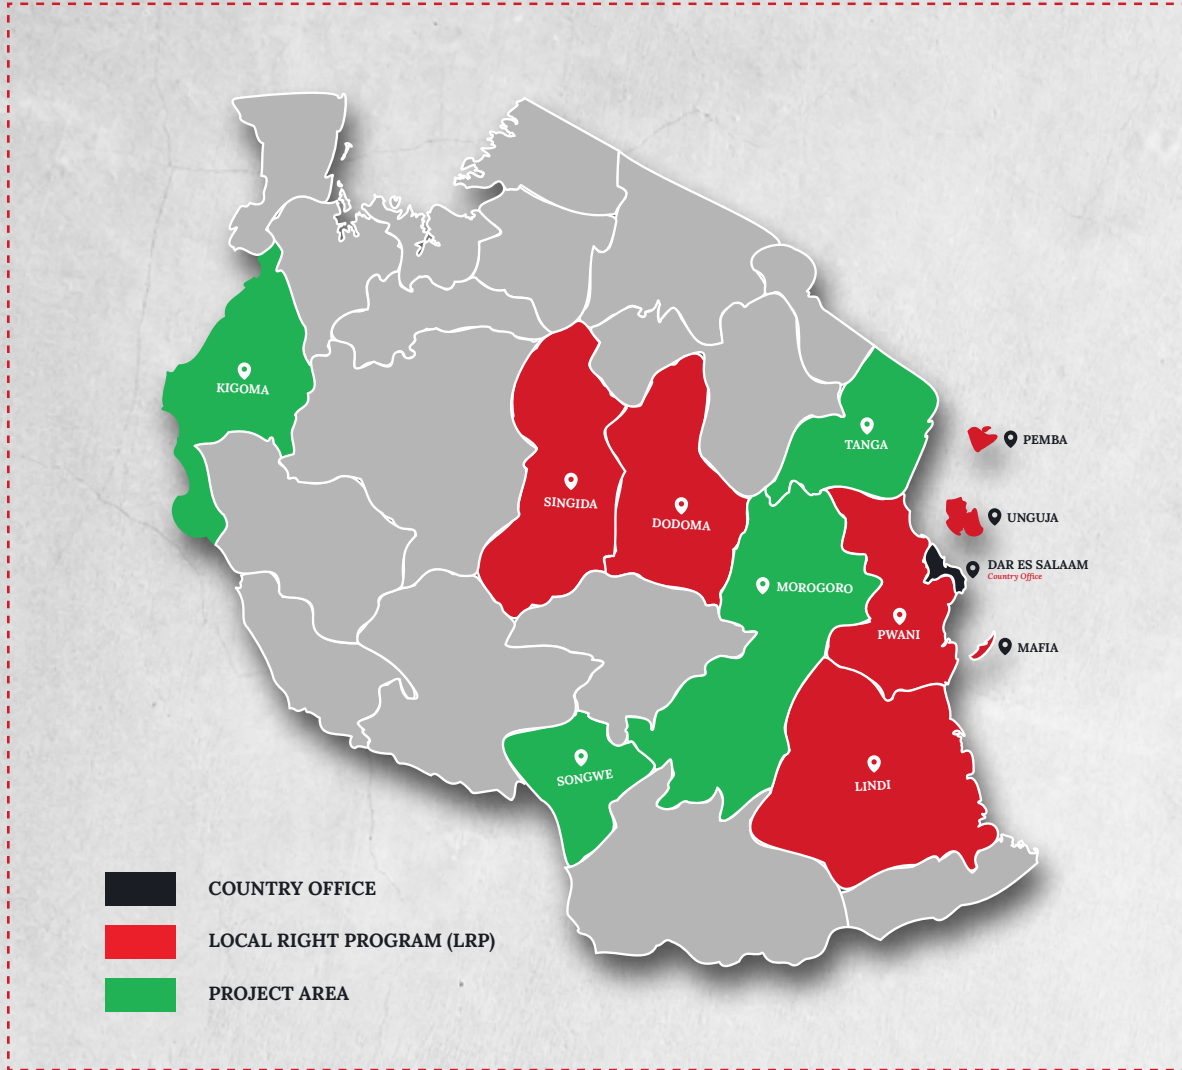 KIGOMA
TANGA
PEMBA
SINGIDA
DODOMA
UNGUJA
DAR ES SALAAM
Country Office
MOROGORO
PWANI
MAFIA
SONGWE
LINDI
COUNTRY OFFICE
LOCAL RIGHT PROGRAM (LRP)
PROJECT AREA